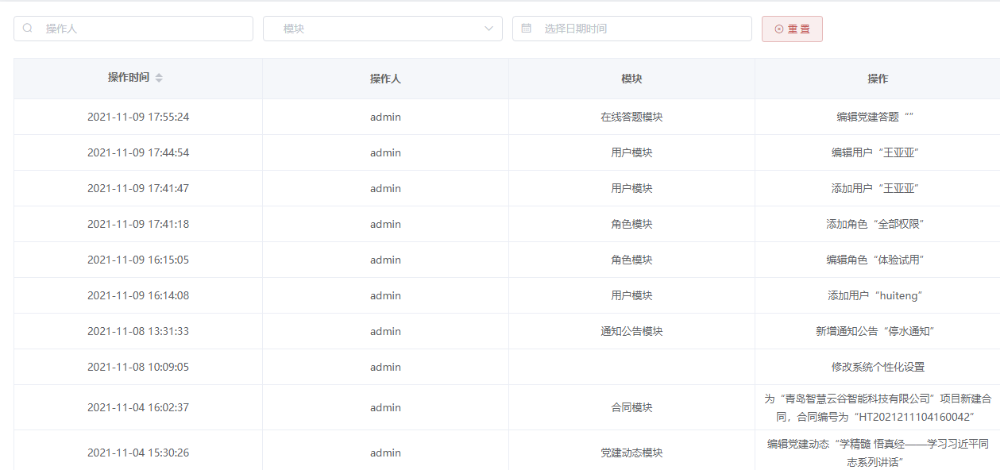 操作人 模块 选择日期时间 重置
操作时间 操作人 模块 操作
2021-11-09 17:55:24 admin 在线答题模块 编辑党建答题“”
2021-11-09 17:44:54 admin 用户模块 编辑用户“王亚亚”
2021-11-09 17:41:47 admin 用户模块 添加用户“王亚亚”
2021-11-09 17:41:18 admin 角色模块 添加角色“全部权限”
2021-11-09 16:15:05 admin 角色模块 编辑角色“体验试用”
2021-11-09 16:14:08 admin 用户模块 添加用户“huiteng”
2021-11-08 13:31:33 admin 通知公告模块 新增通知公告“停水通知”
2021-11-08 10:09:05 admin 修改系统个性化设置
2021-11-04 16:02:37 admin 合同模块 为“青岛智慧云谷智能科技有限公司”项目新建合
同，合同编号为“HT2021211104160042”
2021-11-04 15:30:26 admin 党建动态模块 编辑党建动态“学精髓 悟真经——学习习近平同
志系列讲话”